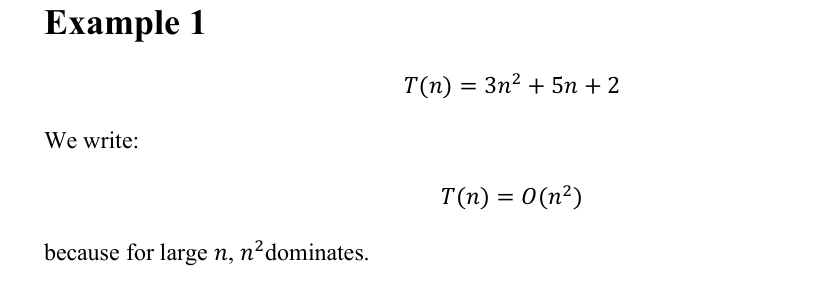 Example 1
T(n) = 3n² + 5n + 2
We write:
T(n) = O(n²)
because for large n, n²dominates.